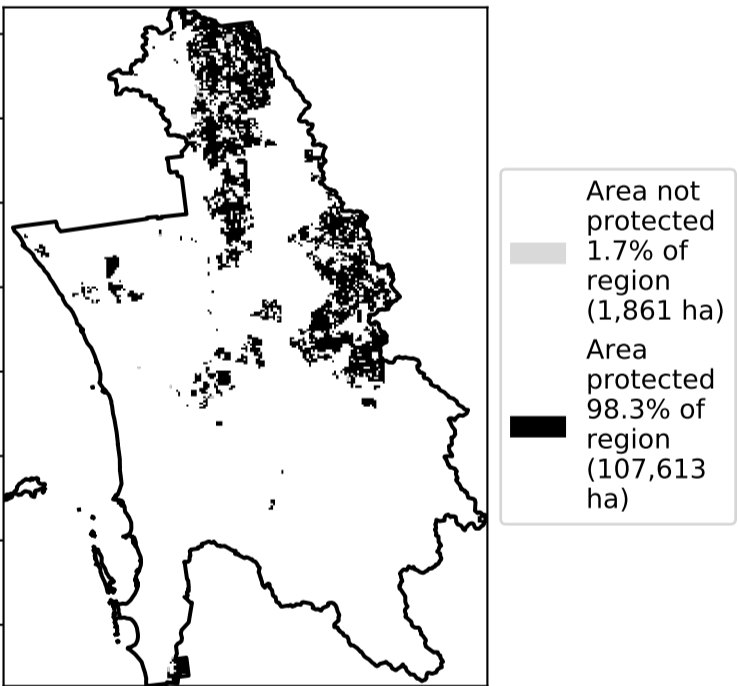 Area not
protected
1.7% of
region
(1,861 ha)
Area
protected
98.3% of
region
(107,613
ha)